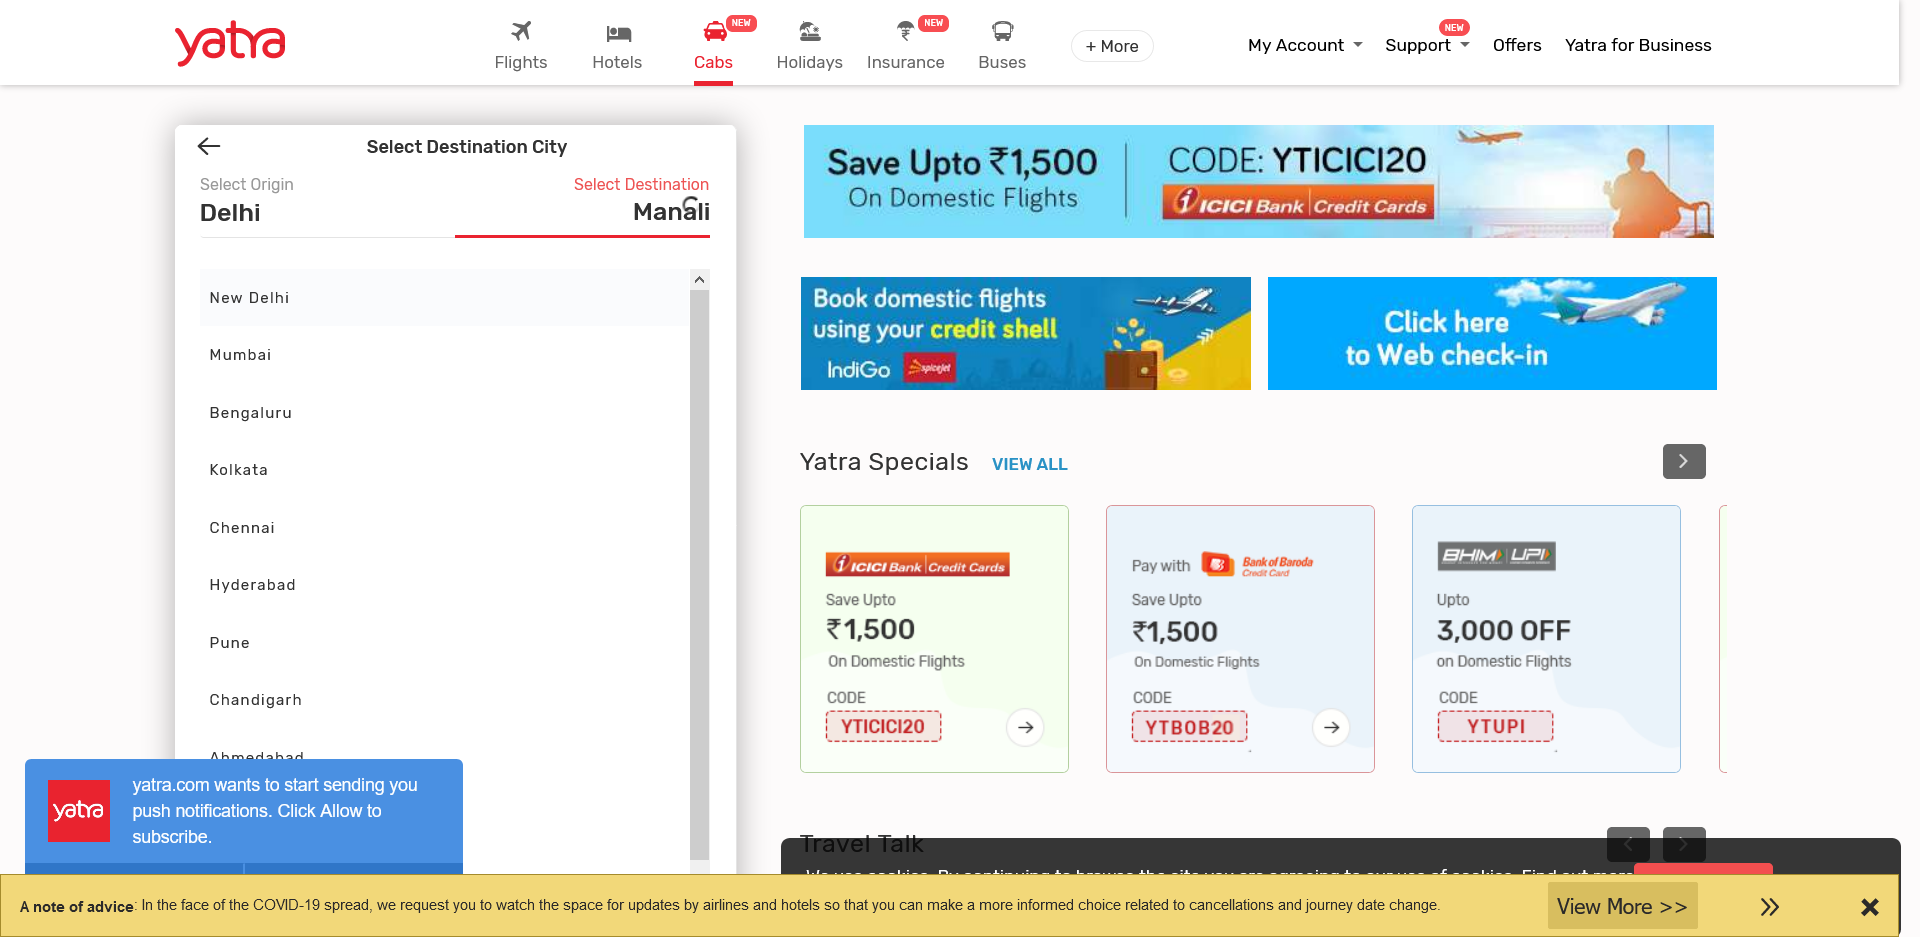 yatra
Flights
Hotels
NEW
Cabs
Holidays
NEW
Insurance
Buses
+ More
My Account
NEW
Support
Offers
Yatra for Business
Select Destination City
Select Origin
Select Destination
Delhi
Manali
New Delhi
Mumbai
Bengaluru
Kolkata
Chennai
Hyderabad
Pune
Chandigarh
Ahmedabad
yatra
yatra.com wants to start sending you
push notifications. Click Allow to
subscribe.
Save Upto ₹1,500
On Domestic Flights
CODE: YTICICI20
ICICI Bank Credit Cards
Book domestic flights
using your credit shell
IndiGo spicejet
Click here
to Web check-in
Yatra Specials VIEW ALL
ICICI Bank Credit Cards
Save Upto
₹1,500
On Domestic Flights
CODE
YTICICI20
Pay with Bank of Baroda
Credit Card
Save Upto
₹1,500
On Domestic Flights
CODE
YTBOB20
BHIM UPI
Upto
3,000 OFF
on Domestic Flights
CODE
YTUPI
Travel Talk
We use cookies. By continuing to browse the site you are agreeing to our use of cookies. Find out more
A note of advice: In the face of the COVID-19 spread, we request you to watch the space for updates by airlines and hotels so that you can make a more informed choice related to cancellations and journey date change.
View More >>